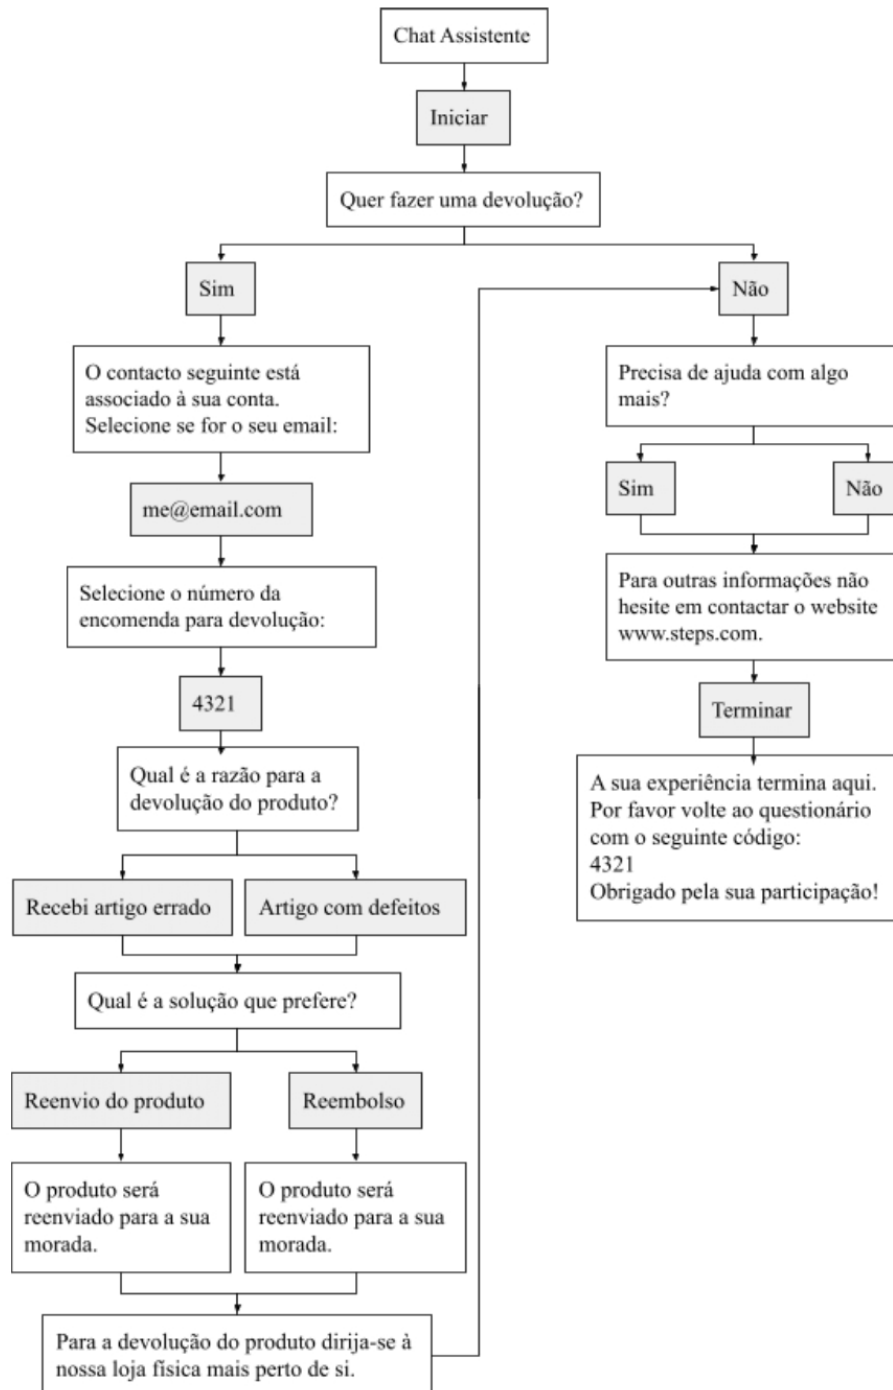 Chat Assistente
Iniciar
Quer fazer uma devolução?
Sim
Não
O contacto seguinte está
associado à sua conta.
Selecione se for o seu email:
me@email.com
Selecione o número da
encomenda para devolução:
4321
Qual é a razão para a
devolução do produto?
Recebi artigo errado
Artigo com defeitos
Qual é a solução que prefere?
Reenvio do produto
Reembolso
O produto será
reenviado para a sua
morada.
O produto será
reenviado para a sua
morada.
Para a devolução do produto dirija-se à
nossa loja física mais perto de si.
Precisa de ajuda com algo
mais?
Sim
Não
Para outras informações não
hesite em contactar o website
www.steps.com.
Terminar
A sua experiência termina aqui.
Por favor volte ao questionário
com o seguinte código:
4321
Obrigado pela sua participação!